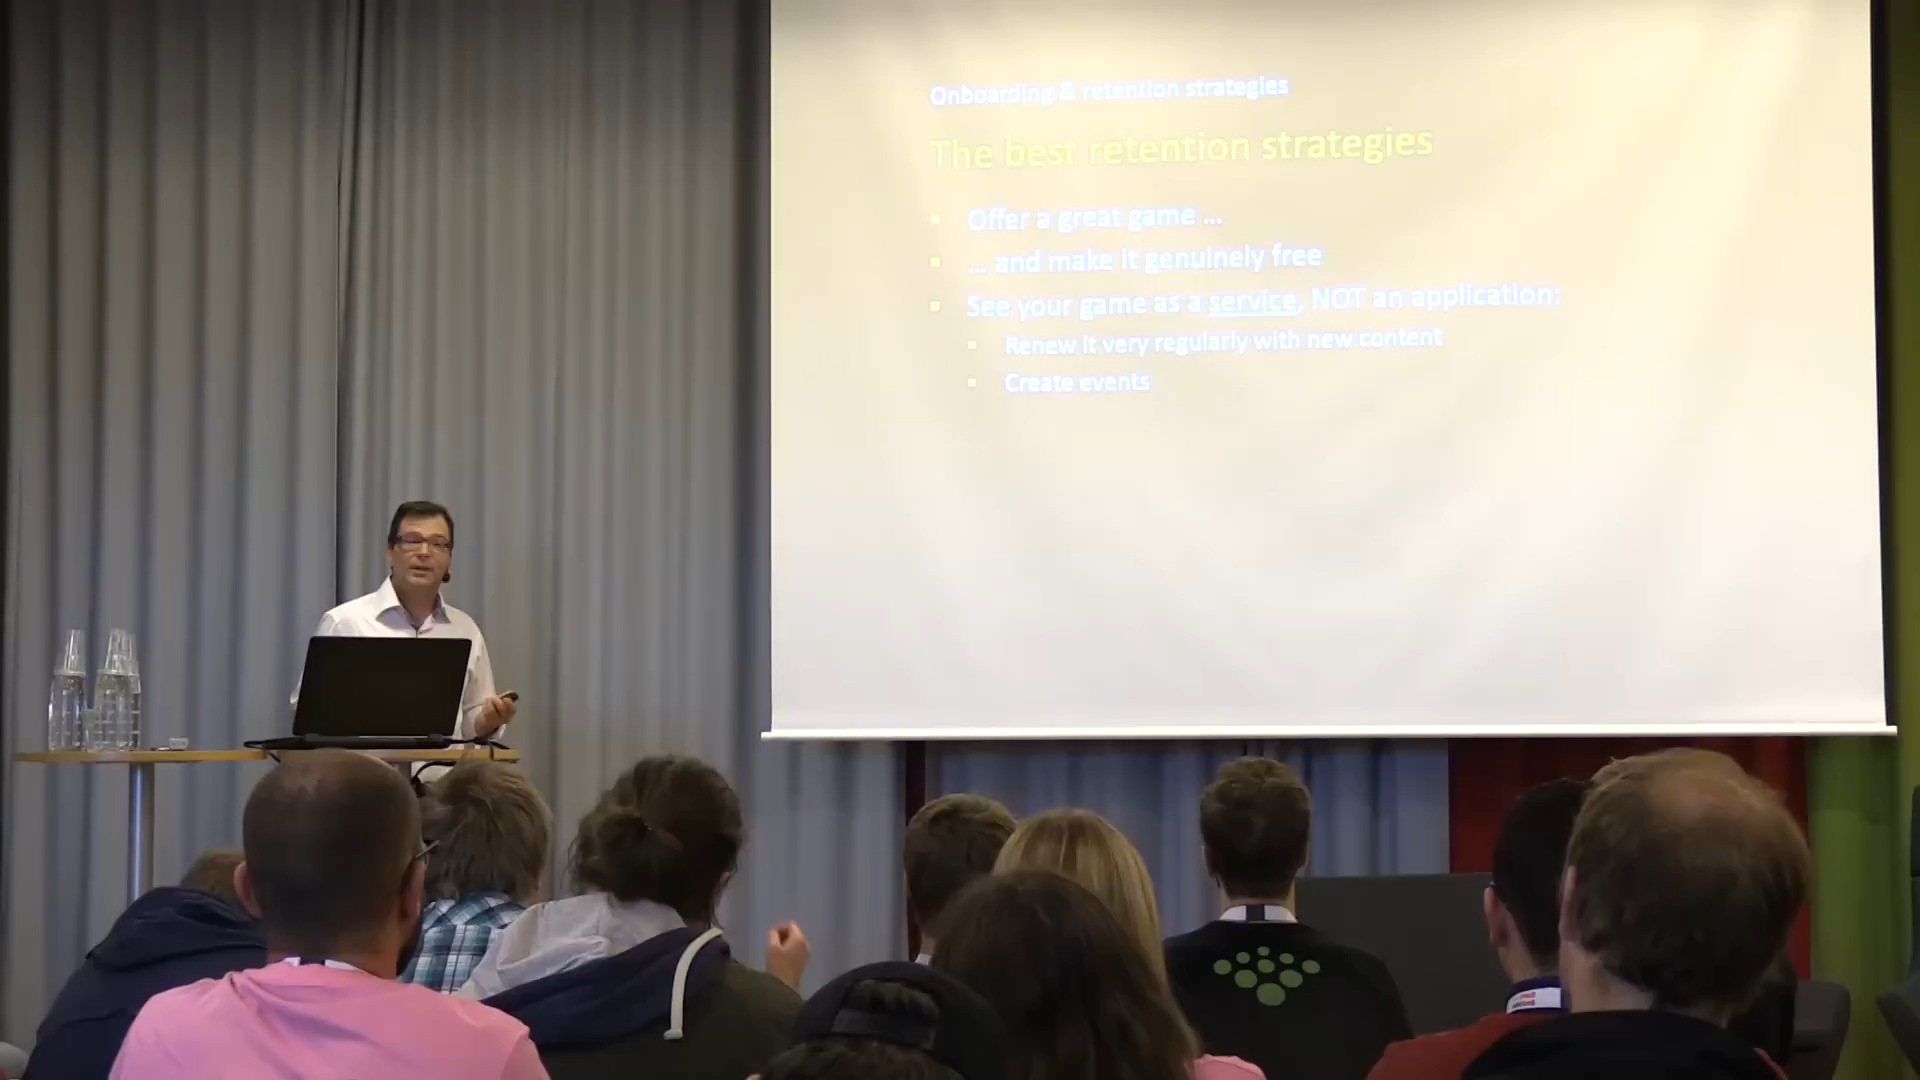 Onboarding & retention strategies
The best retention strategies
Offer a great game ...
... and make it genuinely free
See your game as a service, NOT an application:
Renew it very regularly with new content
Create events